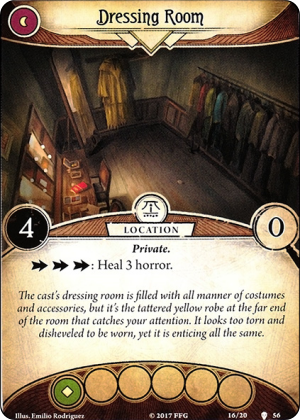 Dressing Room
4
LOCATION
0
Private.
: Heal 3 horror.
The cast's dressing room is filled with all manner of costumes
and accessories, but it's the tattered yellow robe at the far end
of the room that catches your attention. It looks too torn and
disheveled to be worn, yet it is enticing all the same.
Illus. Emilio Rodriguez
© 2017 FFG
16/20
56